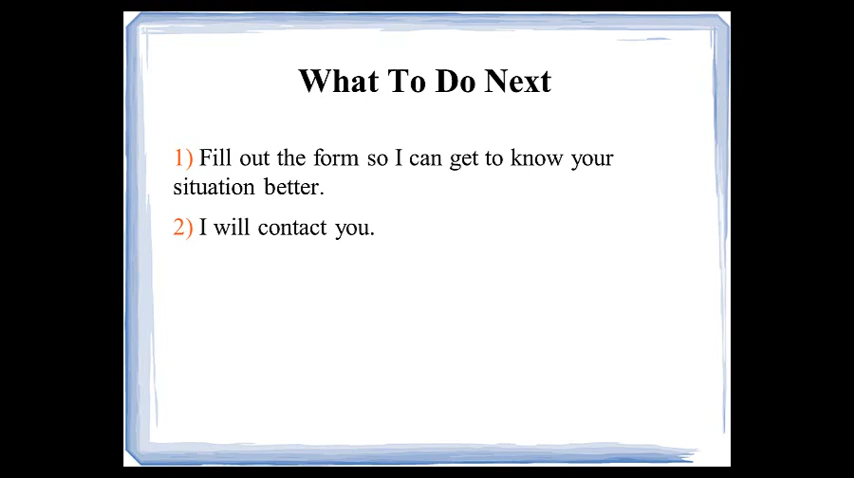 What To Do Next
1) Fill out the form so I can get to know your
situation better.
2) I will contact you.